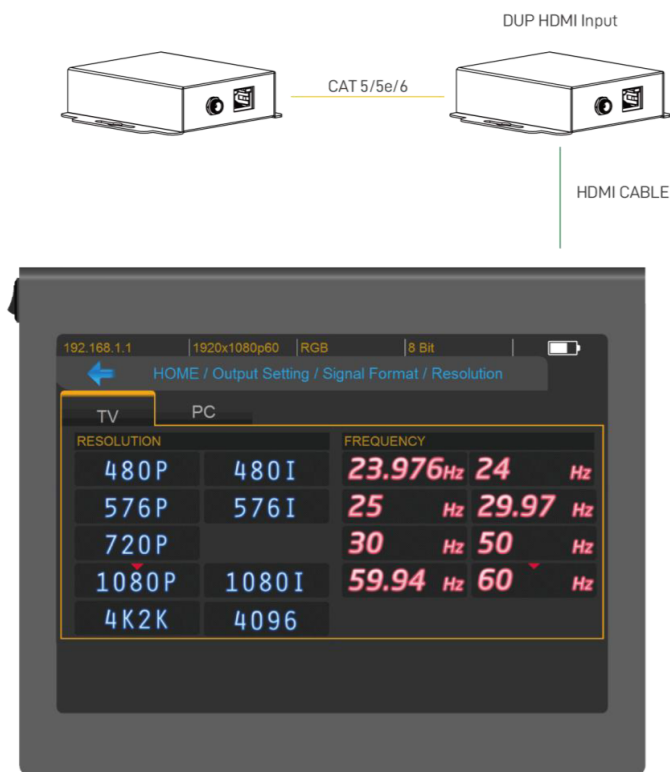 DUP HDMI Input
CAT 5/5e/6
HDMI CABLE
192.168.1.1 1920x1080p60 RGB 8 Bit
HOME / Output Setting / Signal Format / Resolution
TV PC
RESOLUTION FREQUENCY
480P 480I 23.976Hz 24 Hz
576P 576I 25 Hz 29.97 Hz
720P 30 Hz 50 Hz
1080P 1080I 59.94 Hz 60 Hz
4K2K 4096